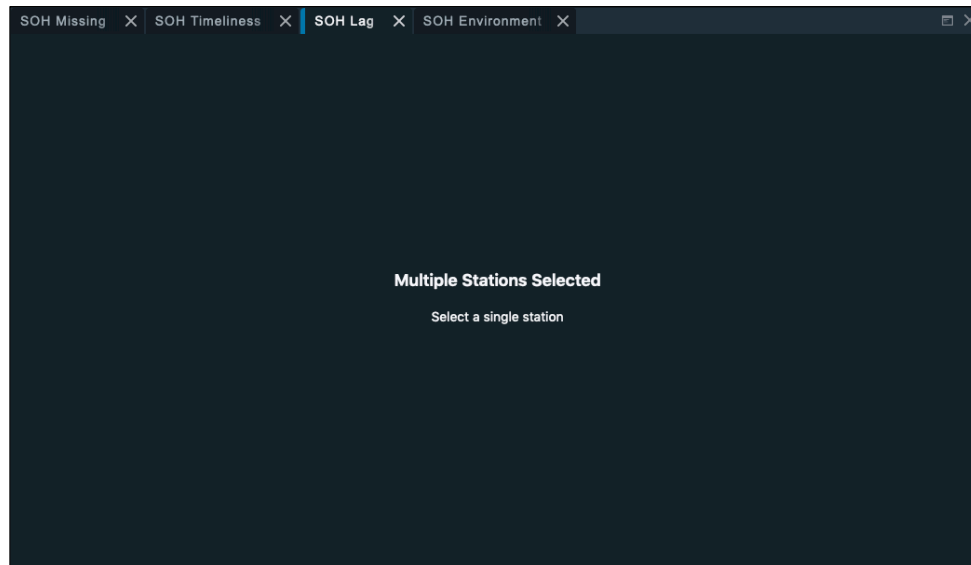 SOH Missing SOH Timeliness SOH Lag SOH Environment
Multiple Stations Selected
Select a single station